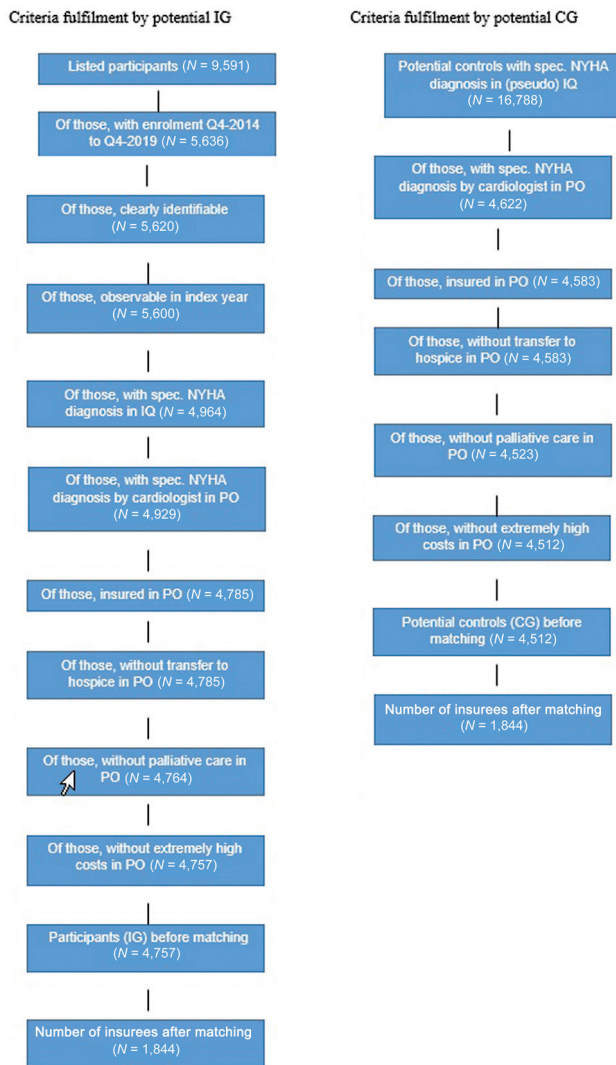 Criteria fulfilment by potential IG
Listed participants (N = 9,591)
Of those, with enrolment Q4-2014
to Q4-2019 (N = 5,636)
Of those, clearly identifiable
(N = 5,620)
Of those, observable in index year
(N = 5,600)
Of those, with spec. NYHA
diagnosis in IQ (N = 4,964)
Of those, with spec. NYHA
diagnosis by cardiologist in PO
(N = 4,929)
Of those, insured in PO (N = 4,785)
Of those, without transfer to
hospice in PO (N = 4,785)
Of those, without palliative care in
PO (N = 4,764)
Of those, without extremely high
costs in PO (N = 4,757)
Participants (IG) before matching
(N = 4,757)
Number of insurees after matching
(N = 1,844)
Criteria fulfilment by potential CG
Potential controls with spec. NYHA
diagnosis in (pseudo) IQ
(N = 16,788)
Of those, with spec. NYHA
diagnosis by cardiologist in PO
(N = 4,622)
Of those, insured in PO (N = 4,583)
Of those, without transfer to
hospice in PO (N = 4,583)
Of those, without palliative care in
PO (N = 4,523)
Of those, without extremely high
costs in PO (N = 4,512)
Potential controls (CG) before
matching (N = 4,512)
Number of insurees after matching
(N = 1,844)